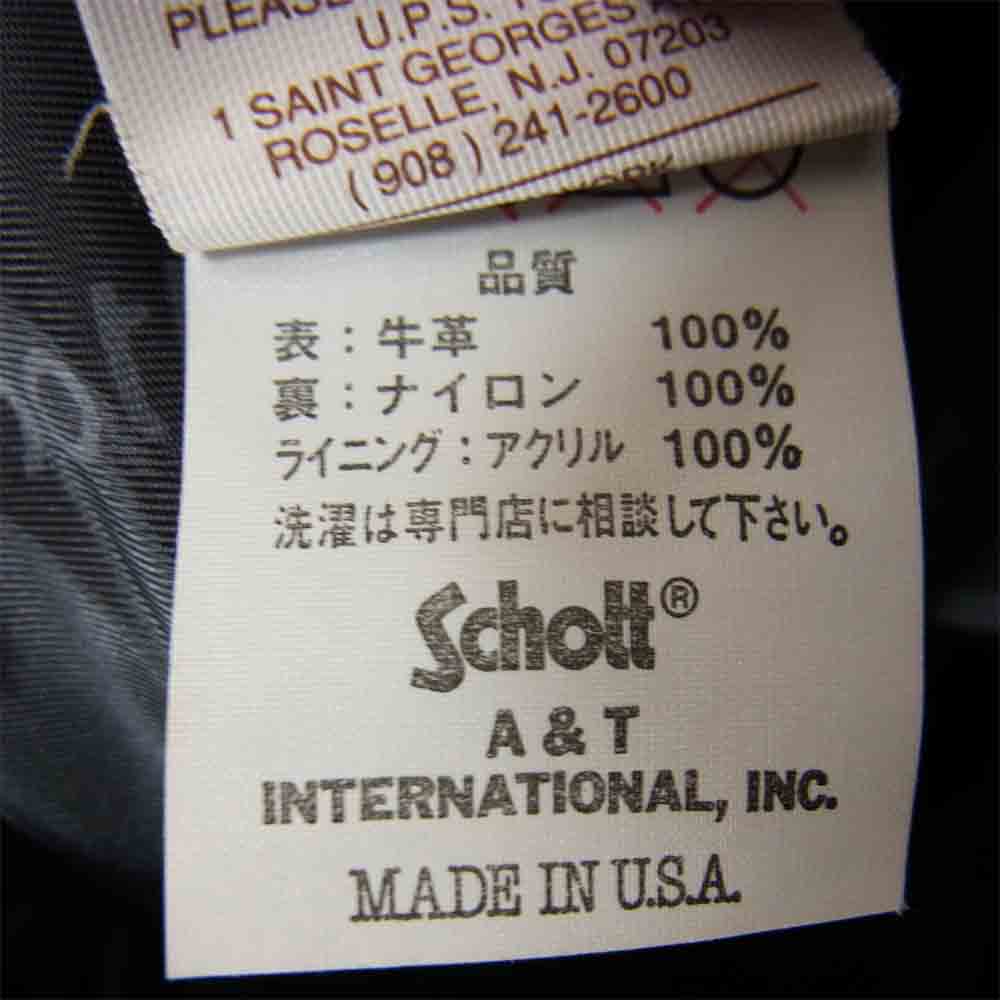 PLEASE
U.P.S.
1 SAINT GEORGES
ROSELLE, N.J. 07203
( 908 ) 241-2600
品質
表：牛革 100%
裏：ナイロン 100%
ライニング：アクリル 100%
洗濯は専門店に相談して下さい。
Schott®
A & T
INTERNATIONAL, INC.
MADE IN U.S.A.